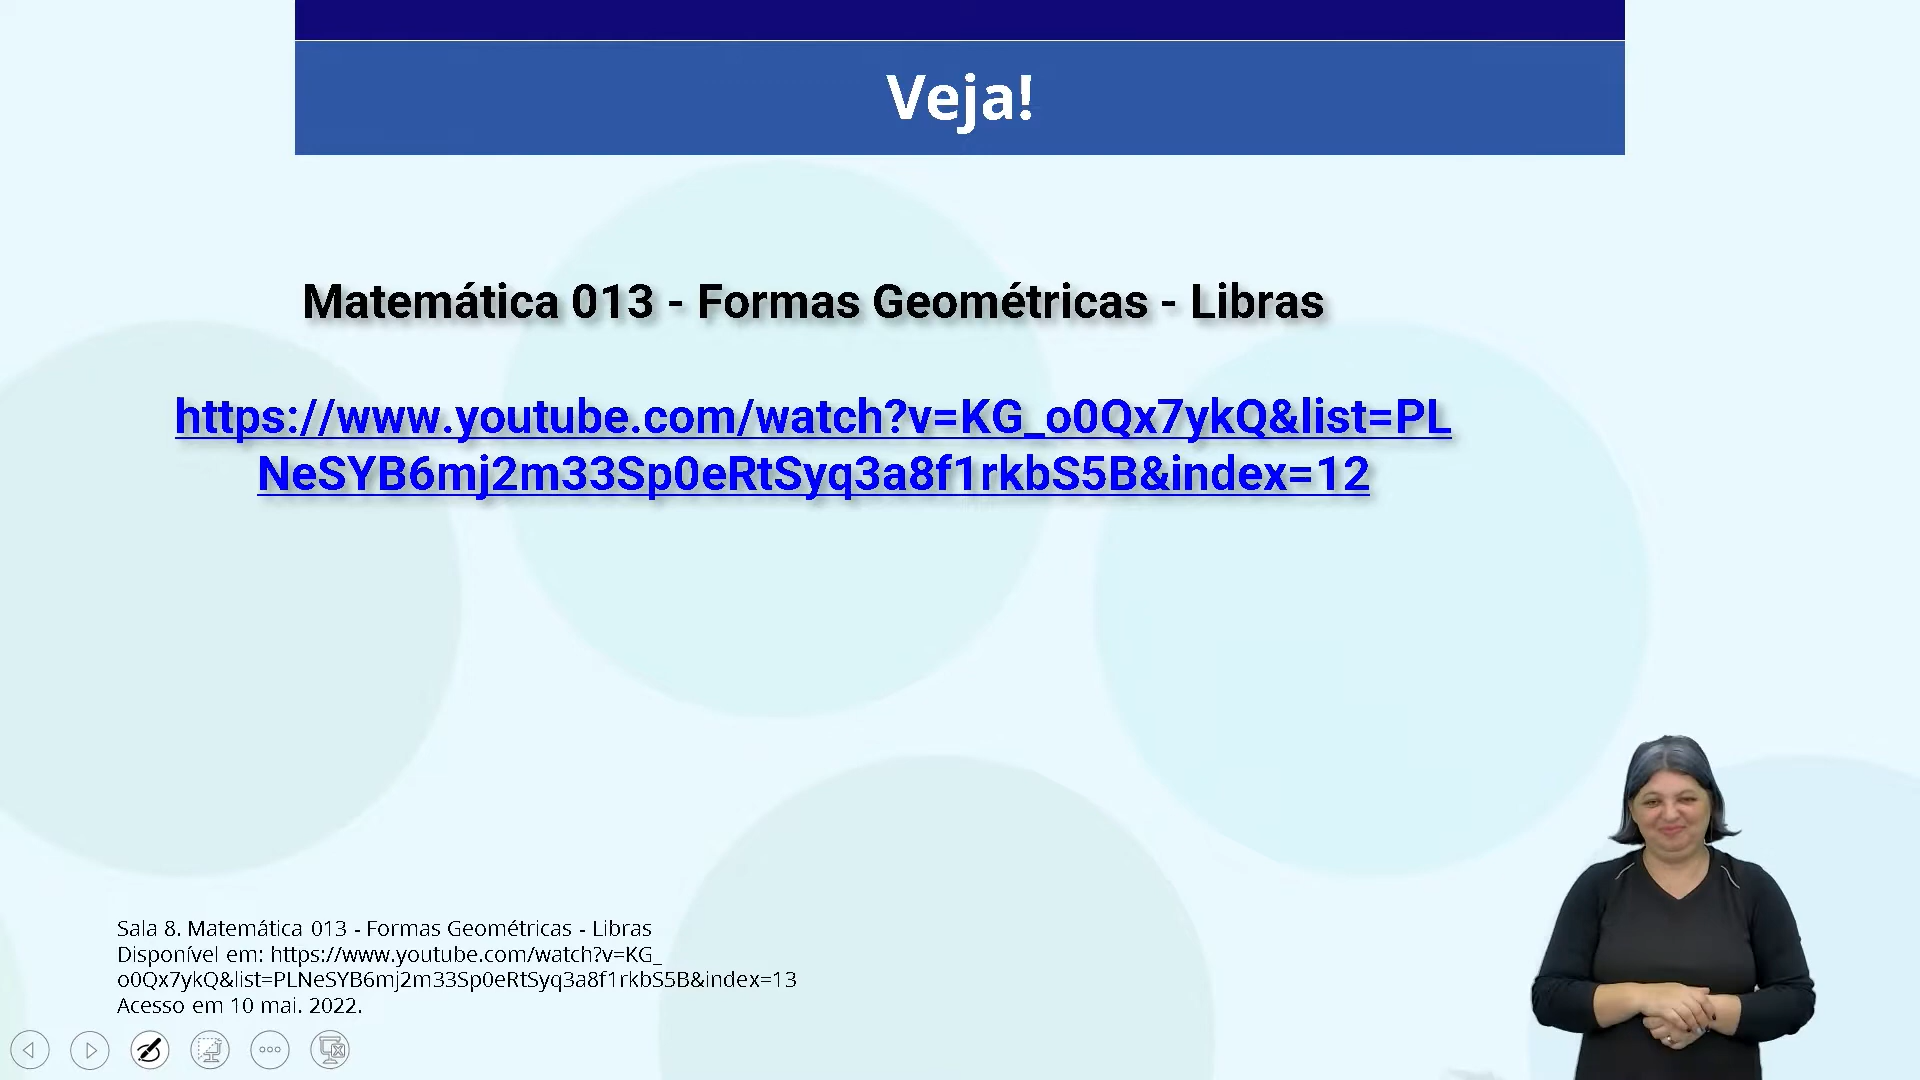 Veja!
Matemática 013 - Formas Geométricas - Libras
https://www.youtube.com/watch?v=KG_o0Qx7ykQ&list=PL
NeSYB6mj2m33Sp0eRtSyq3a8f1rkbS5B&index=12
Sala 8. Matemática 013 - Formas Geométricas - Libras
Disponível em: https://www.youtube.com/watch?v=KG_
o0Qx7ykQ&list=PLNeSYB6mj2m33Sp0eRtSyq3a8f1rkbS5B&index=13
Acesso em 10 mai. 2022.